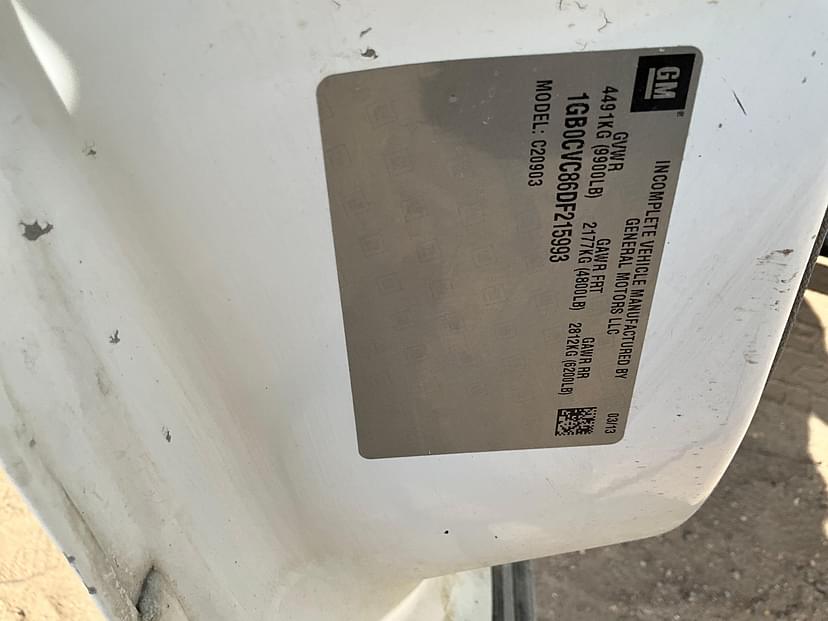 GM
INCOMPLETE VEHICLE MANUFACTURED BY
GENERAL MOTORS LLC
03/13
GVWR GAWR FRT GAWR RR
4491KG (9900LB) 2177KG (4800LB) 2812KG (6200LB)
1GB0CVC86DF215993
MODEL: C20903